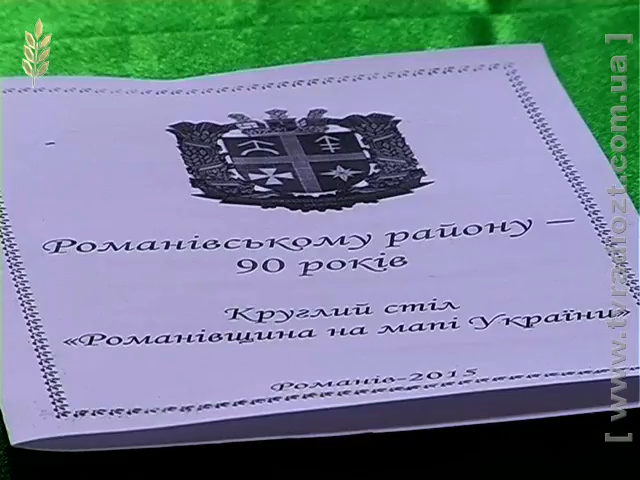 Романівському району –
90 років
Круглий стіл
«Романівщина на мапі України»
Романів-2015
[ www.tvradiozt.com.ua ]